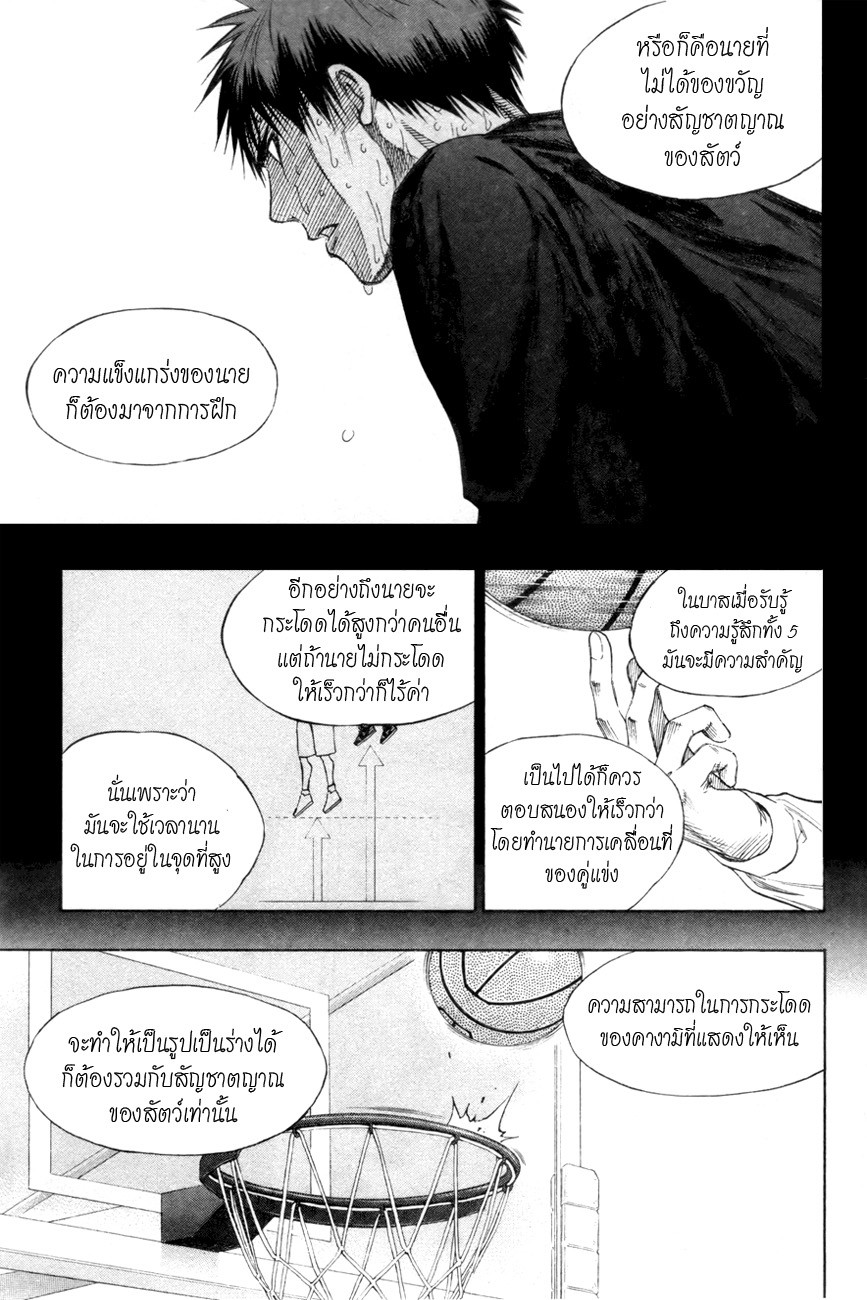 หรือก็คือนายที่
ไม่ได้ของขวัญ
อย่างสัญชาตญาณ
ของสัตว์
ความแข็งแกร่งของนาย
ก็ต้องมาจากการฝึก
ในบาสเมื่อรับรู้
ถึงความรู้สึกทั้ง 5
มันจะมีความสำคัญ
เป็นไปได้ก็ควร
ตอบสนองให้เร็วกว่า
โดยทำนายการเคลื่อนที่
ของคู่แข่ง
อีกอย่างถึงนายจะ
กระโดดได้สูงกว่าคนอื่น
แต่ถ้านายไม่กระโดด
ให้เร็วกว่าก็ไร้ค่า
นั่นเพราะว่า
มันจะใช้เวลานาน
ในการอยู่ในจุดที่สูง
ความสามารถในการกระโดด
ของคางามิที่แสดงให้เห็น
จะทำให้เป็นรูปเป็นร่างได้
ก็ต้องรวมกับสัญชาตญาณ
ของสัตว์เท่านั้น